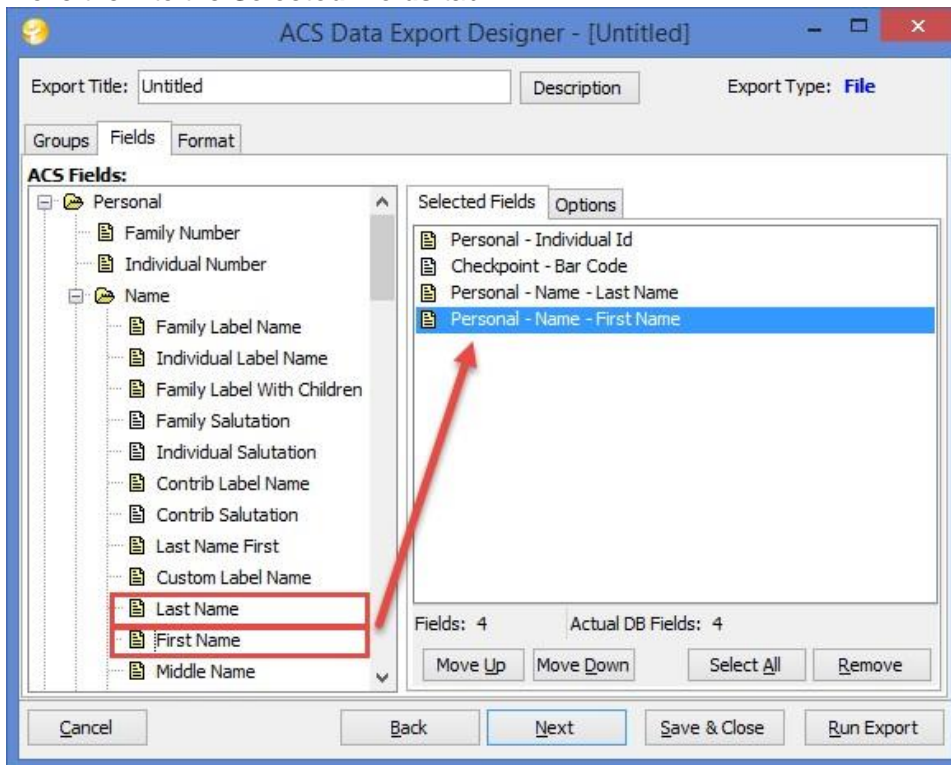 ACS Data Export Designer - [Untitled]
Export Title: Untitled Description Export Type: File
Groups Fields Format
ACS Fields:
Personal
Family Number
Individual Number
Name
Family Label Name
Individual Label Name
Family Label With Children
Family Salutation
Individual Salutation
Contrib Label Name
Contrib Salutation
Last Name First
Custom Label Name
Last Name
First Name
Middle Name
Selected Fields Options
Personal - Individual Id
Checkpoint - Bar Code
Personal - Name - Last Name
Personal - Name - First Name
Fields: 4 Actual DB Fields: 4
Move Up Move Down Select All Remove
Cancel Back Next Save & Close Run Export